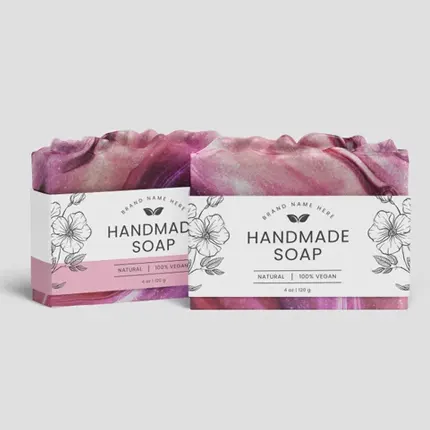 BRAND NAME HERE
HANDMAD
SOAP
NATURAL | 100% VEGAN
4 oz | 120 g
BRAND NAME HERE
HANDMADE
SOAP
NATURAL | 100% VEGAN
4 oz | 120 g